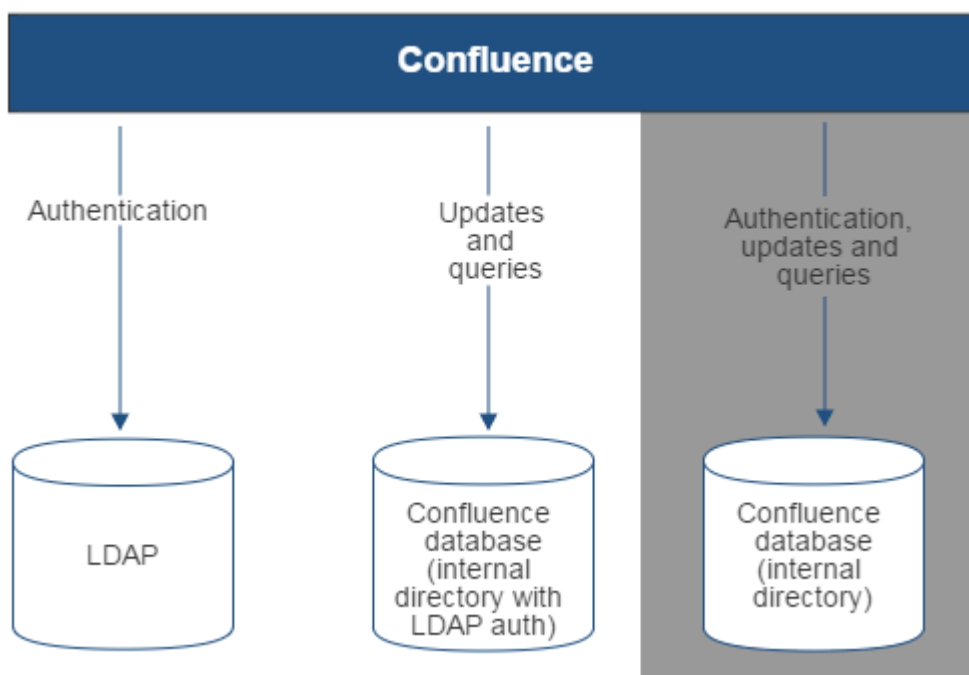 Confluence
Authentication
Updates
and
queries
Authentication,
updates and
queries
LDAP
Confluence
database
(internal
directory with
LDAP auth)
Confluence
database
(internal
directory)